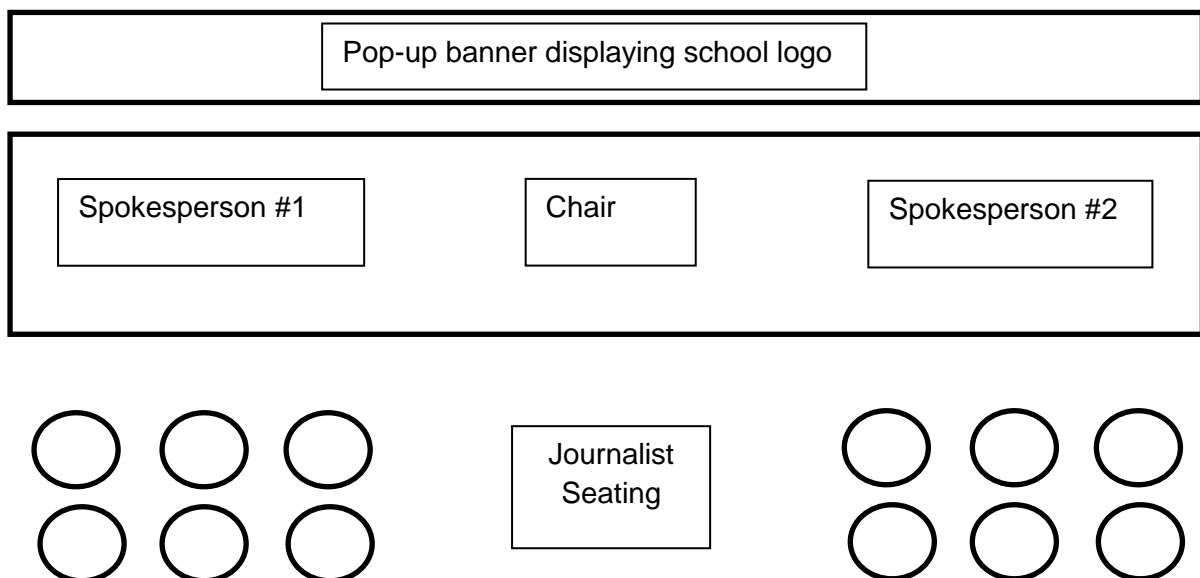 Pop-up banner displaying school logo
Spokesperson #1
Chair
Spokesperson #2
Journalist
Seating